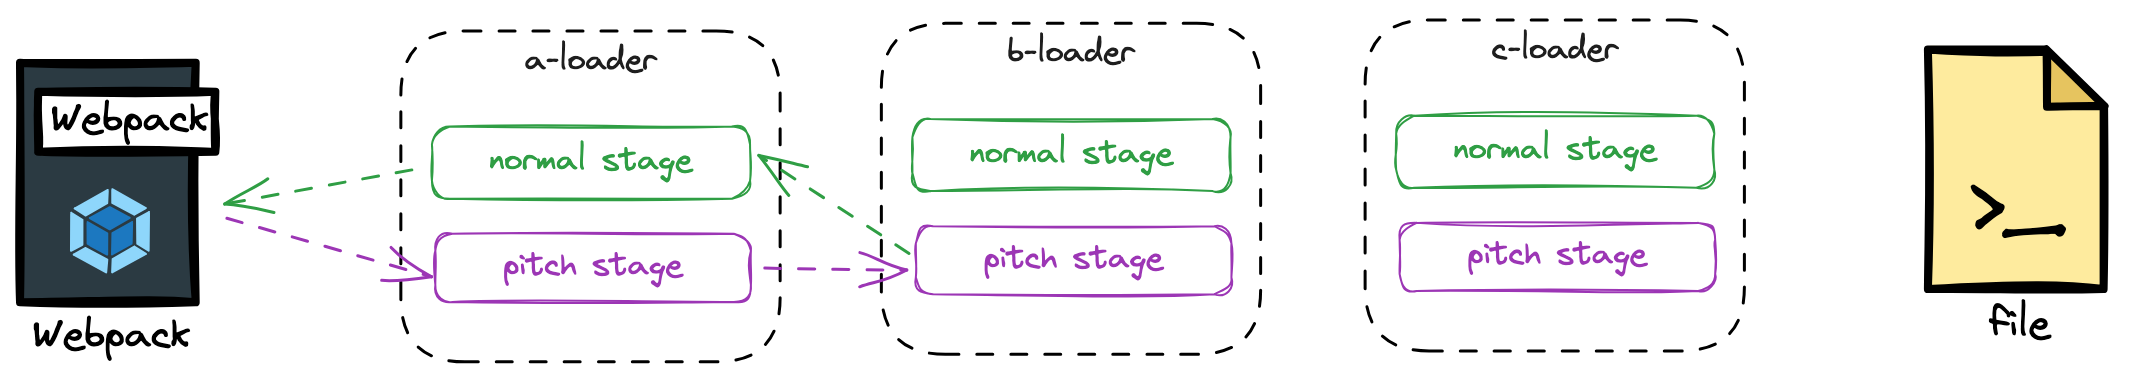 Webpack
Webpack
a-loader
normal stage
pitch stage
b-loader
normal stage
pitch stage
c-loader
normal stage
pitch stage
file